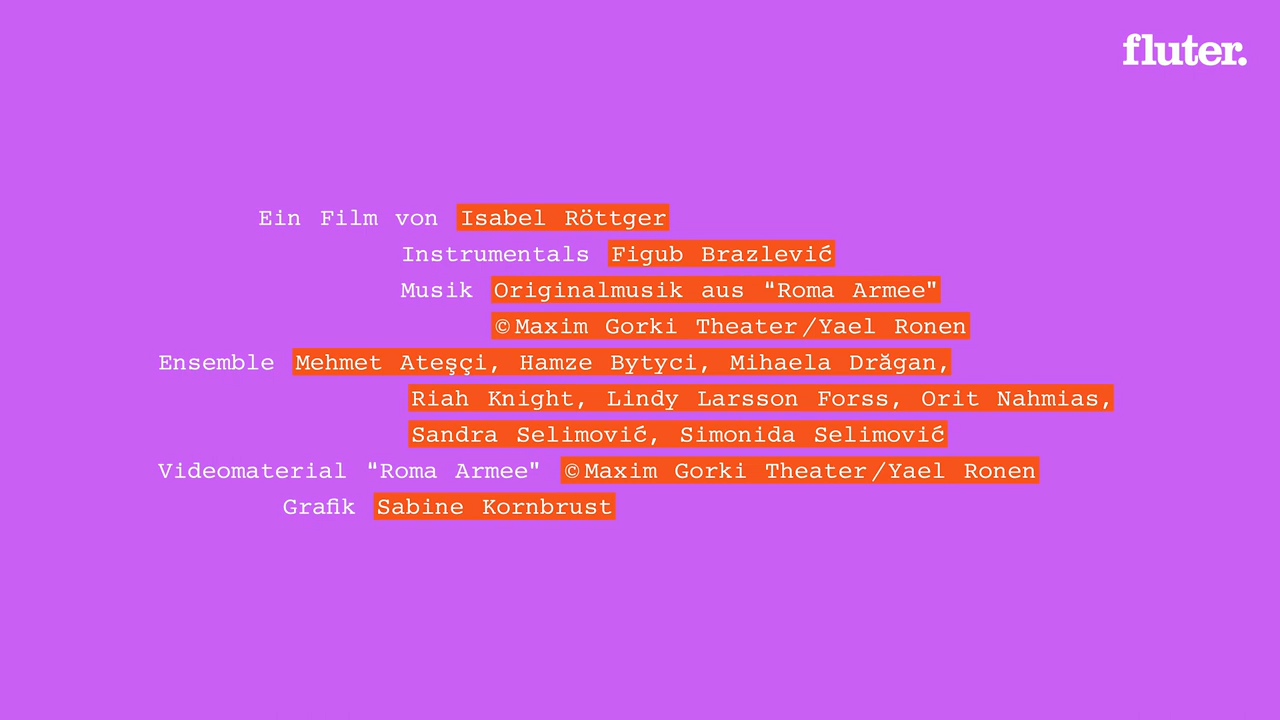 fluter.
Ein Film von Isabel Röttger
Instrumentals Figub Brazlević
Musik Originalmusik aus “Roma Armee"
©Maxim Gorki Theater/Yael Ronen
Ensemble Mehmet Ateşçi, Hamze Bytyci, Mihaela Drăgan,
Riah Knight, Lindy Larsson Forss, Orit Nahmias,
Sandra Selimović, Simonida Selimović
Videomaterial “Roma Armee" ©Maxim Gorki Theater/Yael Ronen
Grafik Sabine Kornbrust